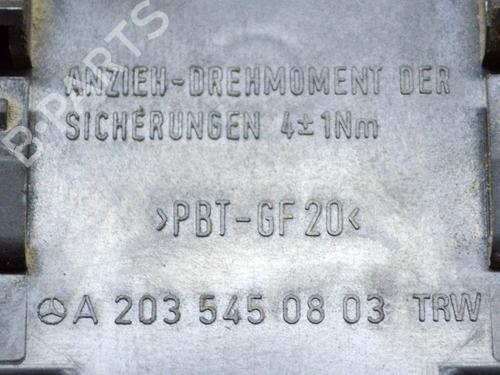 B-PARTS
ANZIEH-DREHMOMENT DER
SICHERUNGEN 4±1Nm
>PBT-GF20<
A 203 545 08 03 TRW